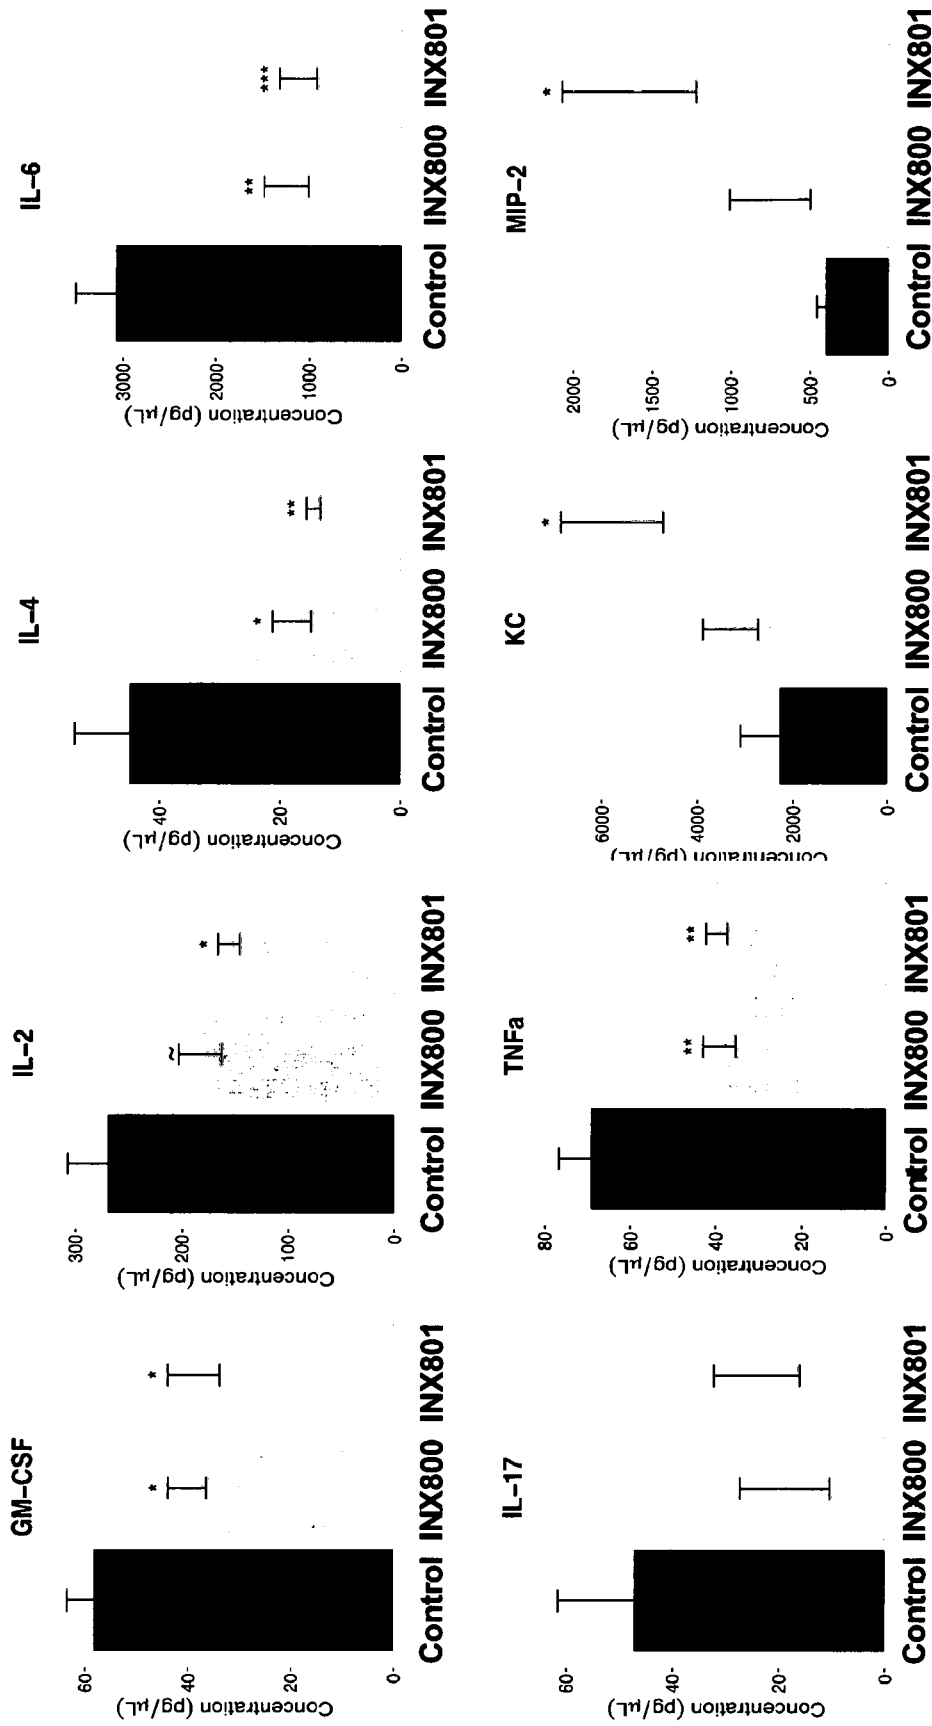 GM-CSF
Concentration (pg/μL)
60-
40-
20-
0-
Control INX800 INX801
*
*
IL-2
Concentration (pg/μL)
300-
200-
100-
0-
Control INX800 INX801
~
*
IL-4
Concentration (pg/μL)
40-
20-
0-
Control INX800 INX801
*
**
IL-6
Concentration (pg/μL)
3000-
2000-
1000-
0-
Control INX800 INX801
**
***
IL-17
Concentration (pg/μL)
60-
40-
20-
0-
Control INX800 INX801
TNFa
Concentration (pg/μL)
80-
60-
40-
20-
0-
Control INX800 INX801
**
**
KC
Concentration (pg/μL)
6000-
4000-
2000-
0-
Control INX800 INX801
*
MIP-2
Concentration (pg/μL)
2000-
1500-
1000-
500-
0-
Control INX800 INX801
*